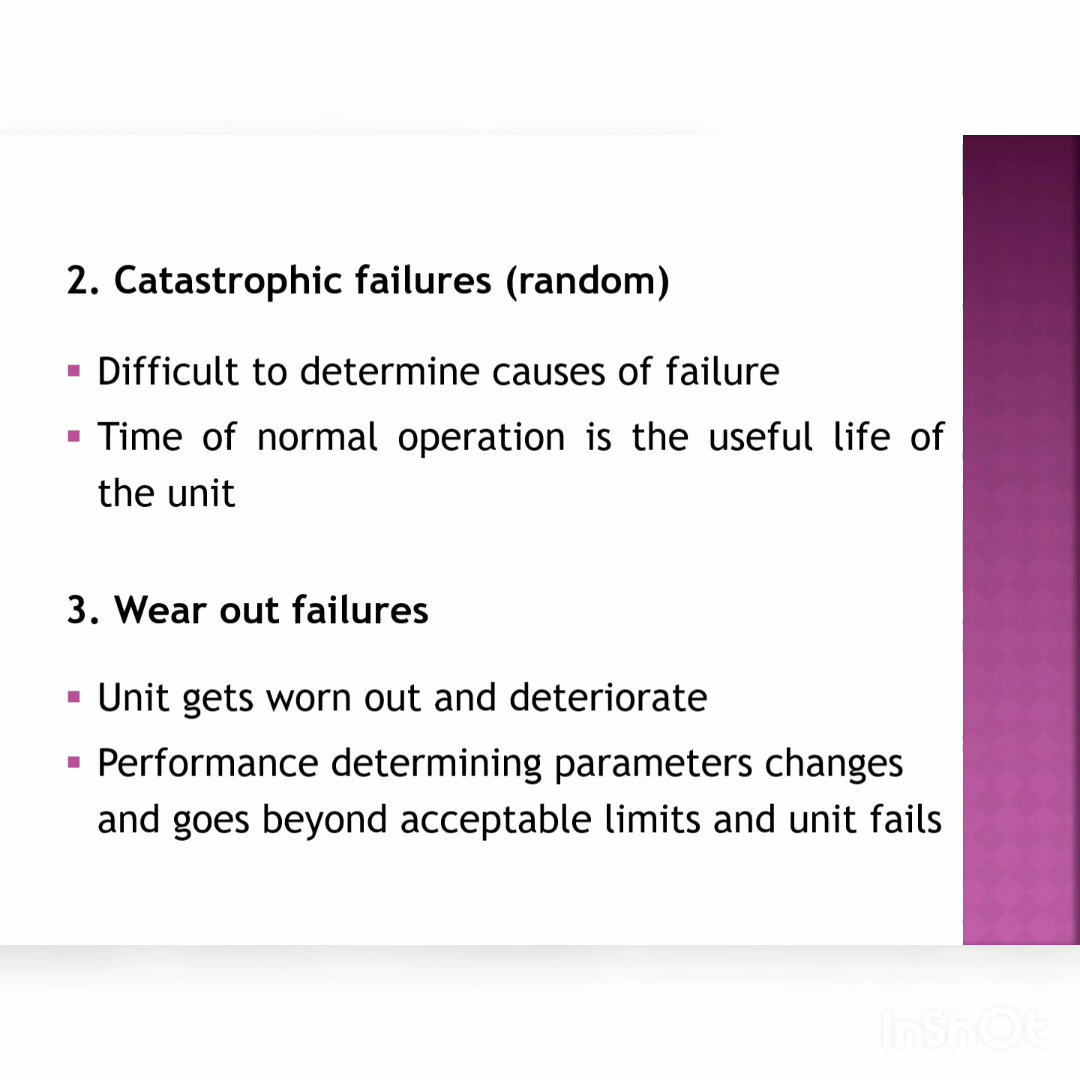 2. Catastrophic failures (random)
▪ Difficult to determine causes of failure
▪ Time of normal operation is the useful life of
the unit
3. Wear out failures
▪ Unit gets worn out and deteriorate
▪ Performance determining parameters changes
and goes beyond acceptable limits and unit fails
InShOt